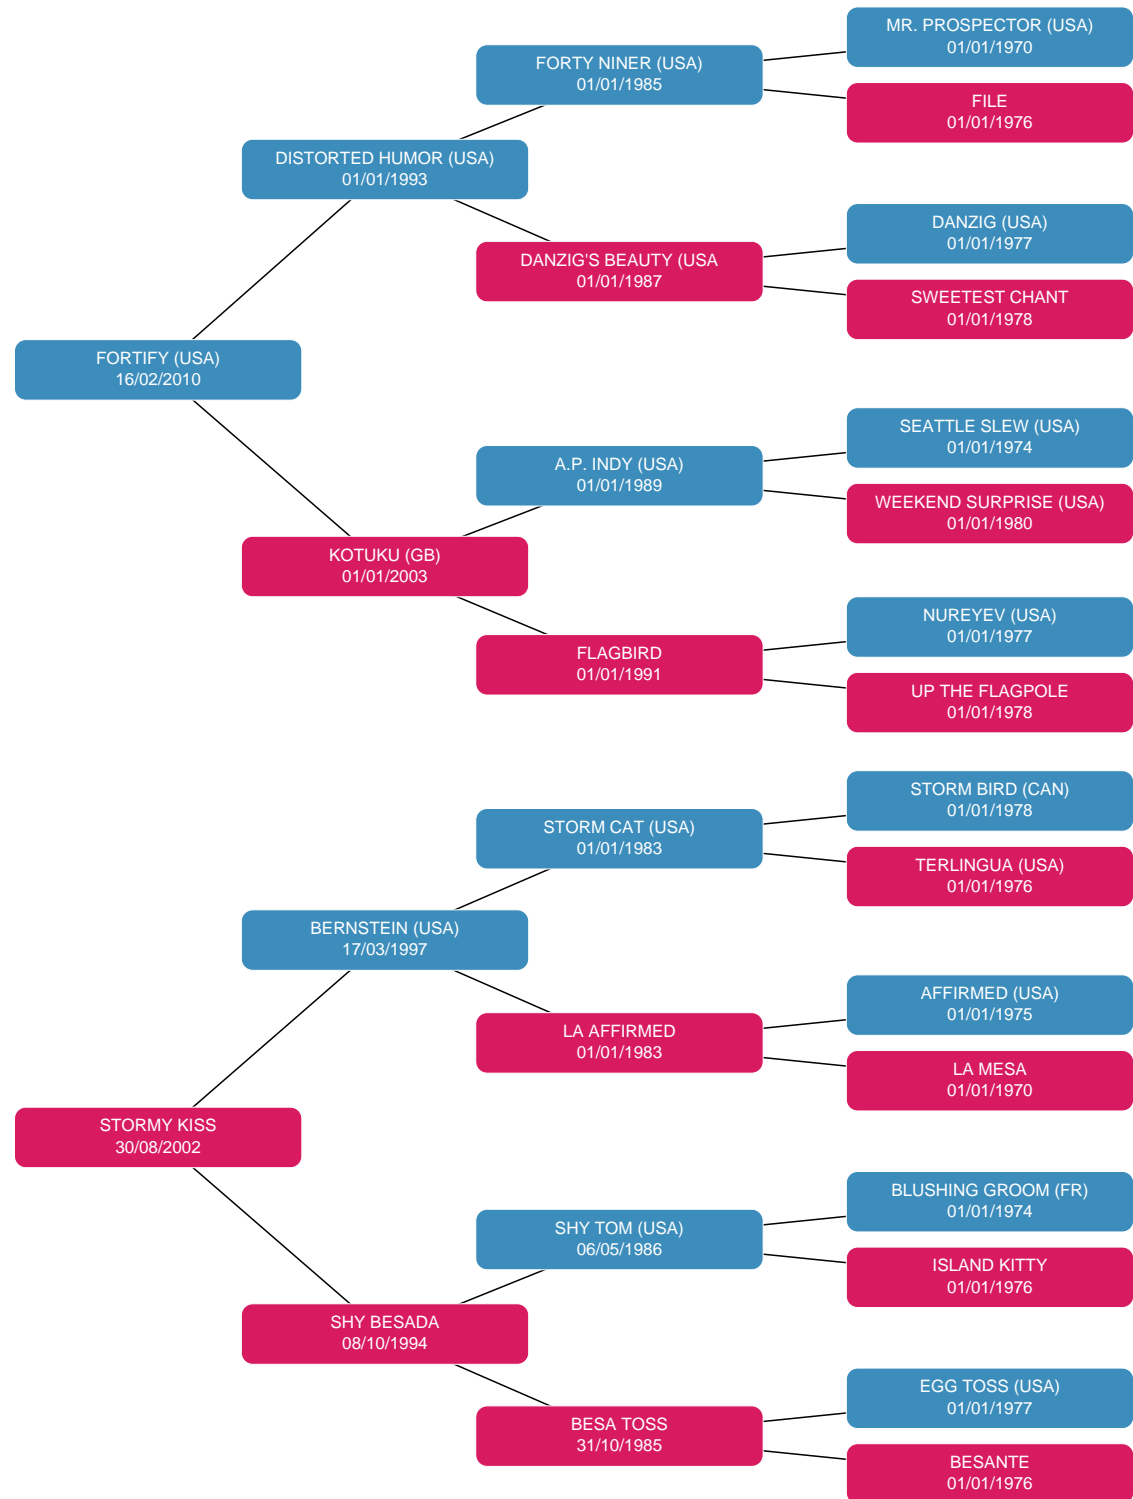 MR. PROSPECTOR (USA)
01/01/1970
FORTY NINER (USA)
01/01/1985
FILE
01/01/1976
DISTORTED HUMOR (USA)
01/01/1993
DANZIG (USA)
01/01/1977
DANZIG'S BEAUTY (USA
01/01/1987
SWEETEST CHANT
01/01/1978
FORTIFY (USA)
16/02/2010
SEATTLE SLEW (USA)
01/01/1974
A.P. INDY (USA)
01/01/1989
WEEKEND SURPRISE (USA)
01/01/1980
KOTUKU (GB)
01/01/2003
NUREYEV (USA)
01/01/1977
FLAGBIRD
01/01/1991
UP THE FLAGPOLE
01/01/1978
STORM BIRD (CAN)
01/01/1978
STORM CAT (USA)
01/01/1983
TERLINGUA (USA)
01/01/1976
BERNSTEIN (USA)
17/03/1997
AFFIRMED (USA)
01/01/1975
LA AFFIRMED
01/01/1983
LA MESA
01/01/1970
STORMY KISS
30/08/2002
BLUSHING GROOM (FR)
01/01/1974
SHY TOM (USA)
06/05/1986
ISLAND KITTY
01/01/1976
SHY BESADA
08/10/1994
EGG TOSS (USA)
01/01/1977
BESA TOSS
31/10/1985
BESANTE
01/01/1976